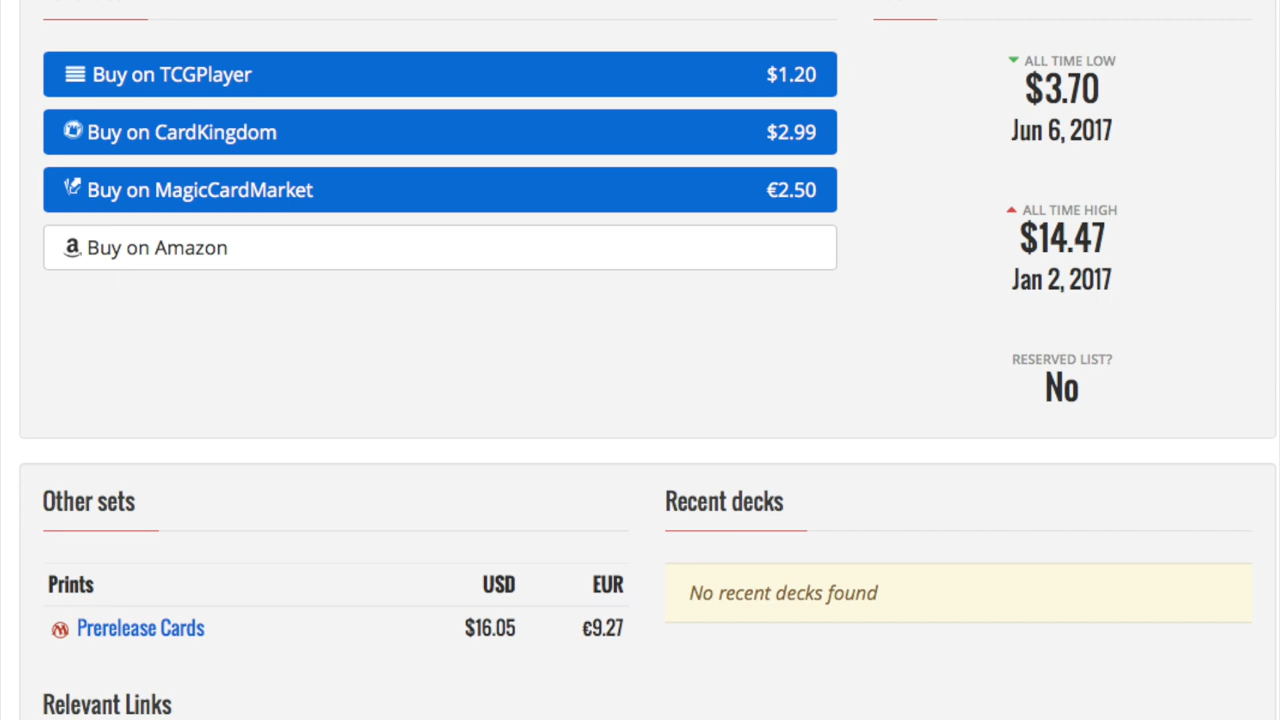 Buy on TCGPlayer $1.20
Buy on CardKingdom $2.99
Buy on MagicCardMarket €2.50
Buy on Amazon
ALL TIME LOW
$3.70
Jun 6, 2017
ALL TIME HIGH
$14.47
Jan 2, 2017
RESERVED LIST?
No
Other sets
Prints USD EUR
Prerelease Cards $16.05 €9.27
Relevant Links
Recent decks
No recent decks found